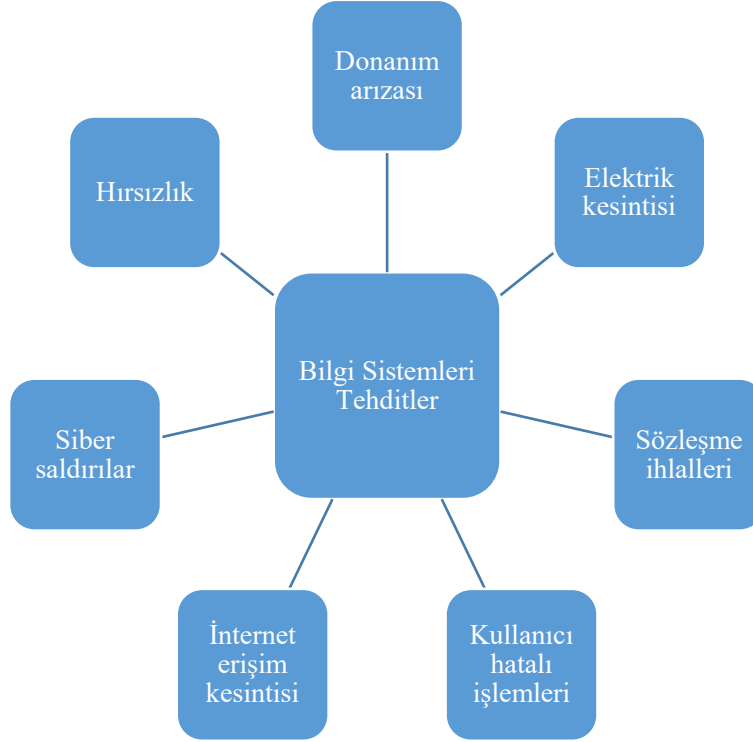 Donanım
arızası
Elektrik
kesintisi
Sözleşme
ihlalleri
Kullanıcı
hatalı
işlemleri
İnternet
erişim
kesintisi
Siber
saldırılar
Hırsızlık
Bilgi Sistemleri
Tehditler